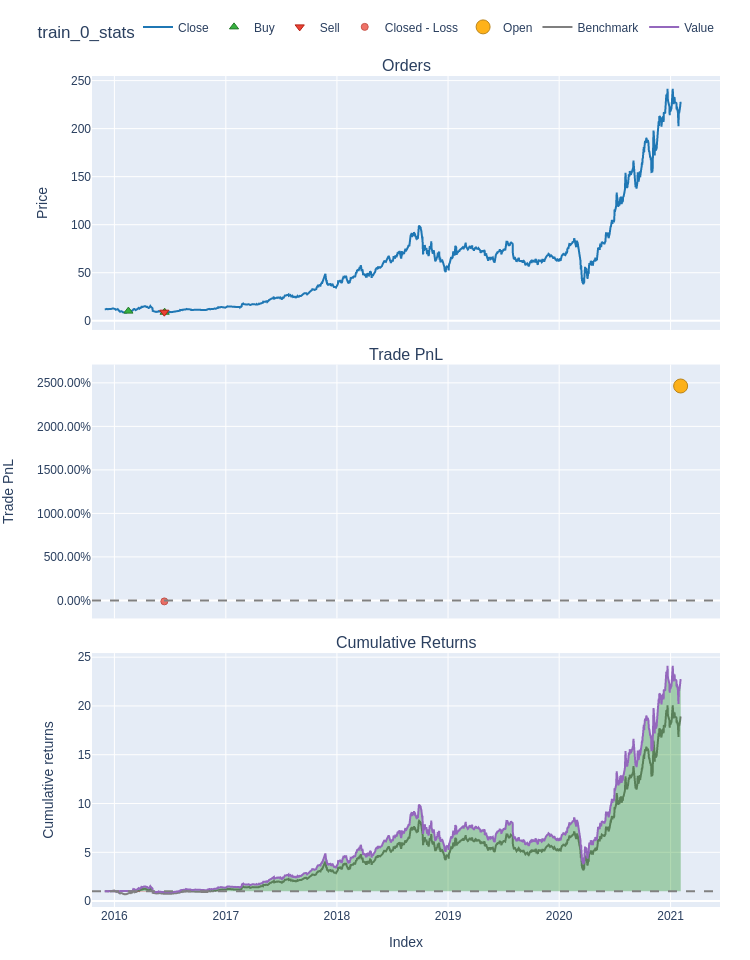 train_0_stats
Close
Buy
Sell
Closed - Loss
Open
Benchmark
Value
Orders
250
200
150
100
50
0
Price
Trade PnL
2500.00%
2000.00%
1500.00%
1000.00%
500.00%
0.00%
Trade PnL
Cumulative Returns
25
20
15
10
5
0
Cumulative returns
2016
2017
2018
2019
2020
2021
Index